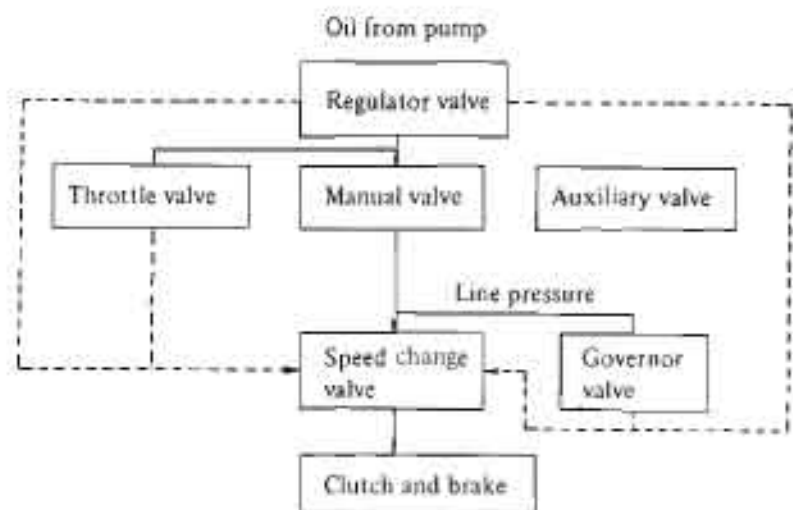 Oil from pump
Regulator valve
Throttle valve
Manual valve
Auxiliary valve
Line pressure
Speed change
valve
Governor
valve
Clutch and brake